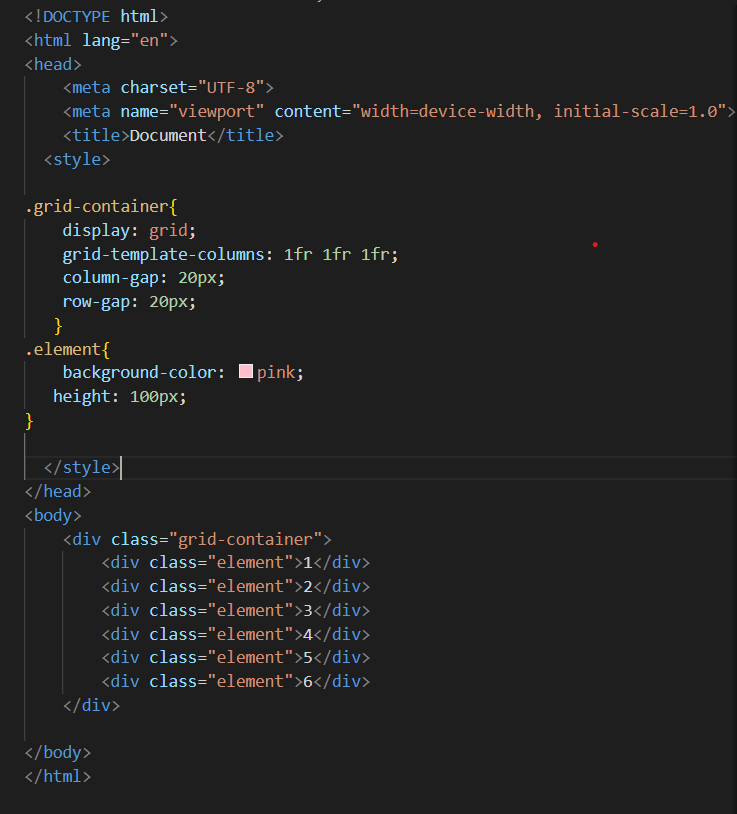 <!DOCTYPE html>
<html lang="en">
<head>
    <meta charset="UTF-8">
    <meta name="viewport" content="width=device-width, initial-scale=1.0">
    <title>Document</title>
  <style>
.grid-container{
    display: grid;
    grid-template-columns: 1fr 1fr 1fr;
    column-gap: 20px;
    row-gap: 20px;
   }
.element{
    background-color: pink;
   height: 100px;
}
  </style>
</head>
<body>
    <div class="grid-container">
        <div class="element">1</div>
        <div class="element">2</div>
        <div class="element">3</div>
        <div class="element">4</div>
        <div class="element">5</div>
        <div class="element">6</div>
    </div>
</body>
</html>